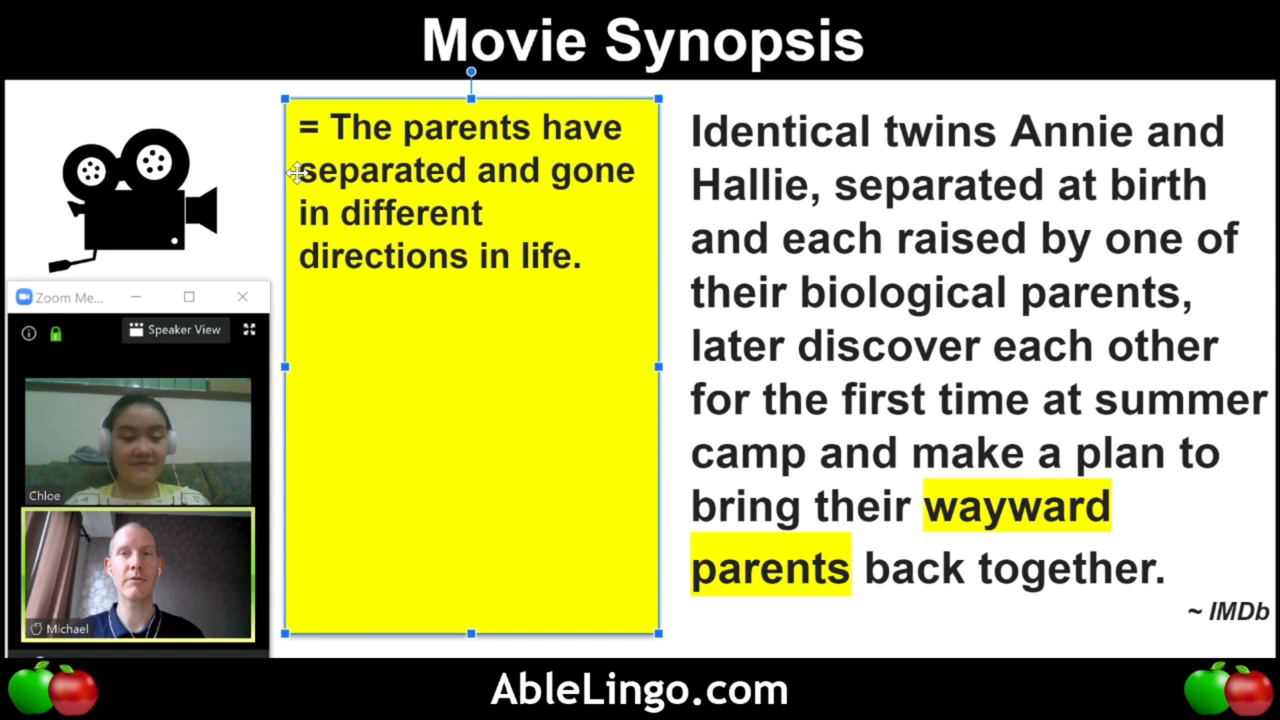 Movie Synopsis
= The parents have
separated and gone
in different
directions in life.
Identical twins Annie and
Hallie, separated at birth
and each raised by one of
their biological parents,
later discover each other
for the first time at summer
camp and make a plan to
bring their wayward
parents back together.
~ IMDb
Zoom Me...
Speaker View
Chloe
Michael
AbleLingo.com